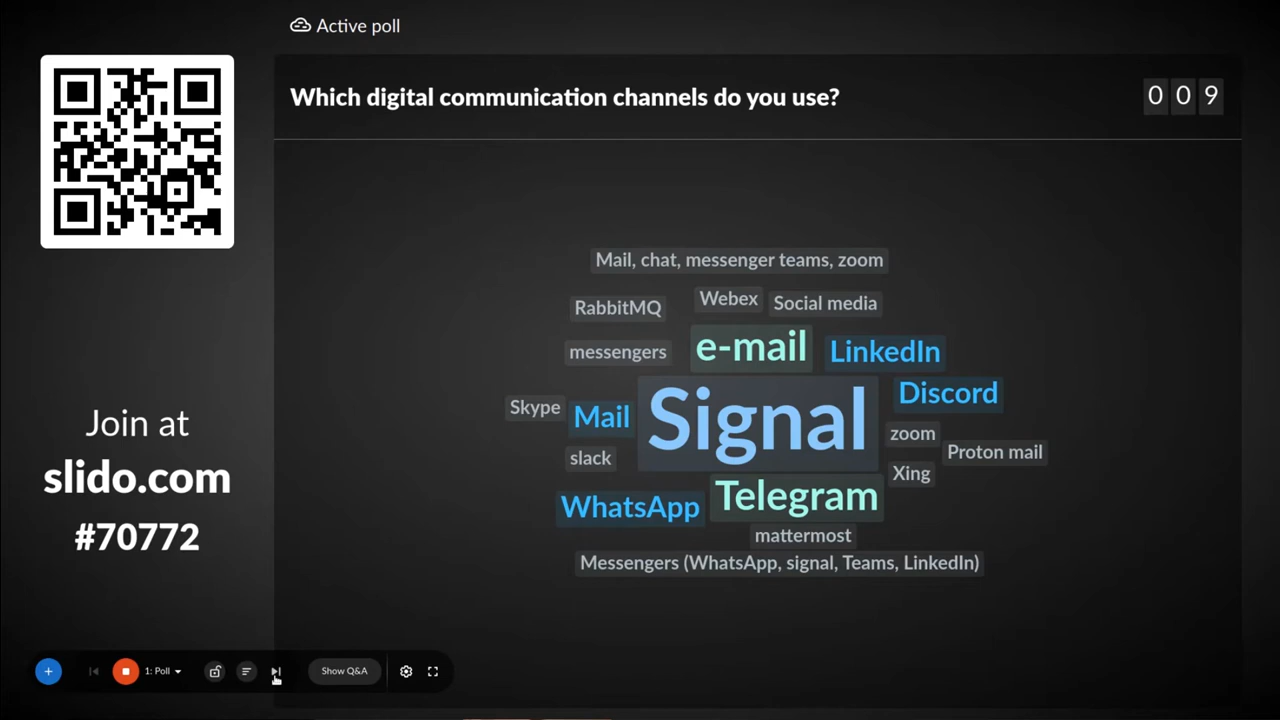 Active poll
Which digital communication channels do you use?
0 0 9
Mail, chat, messenger teams, zoom
Webex
Social media
RabbitMQ
e-mail
LinkedIn
messengers
Signal
Discord
Skype
Mail
zoom
Proton mail
slack
Xing
Telegram
WhatsApp
mattermost
Messengers (WhatsApp, signal, Teams, LinkedIn)
Join at
slido.com
#70772
1: Poll
Show Q&A